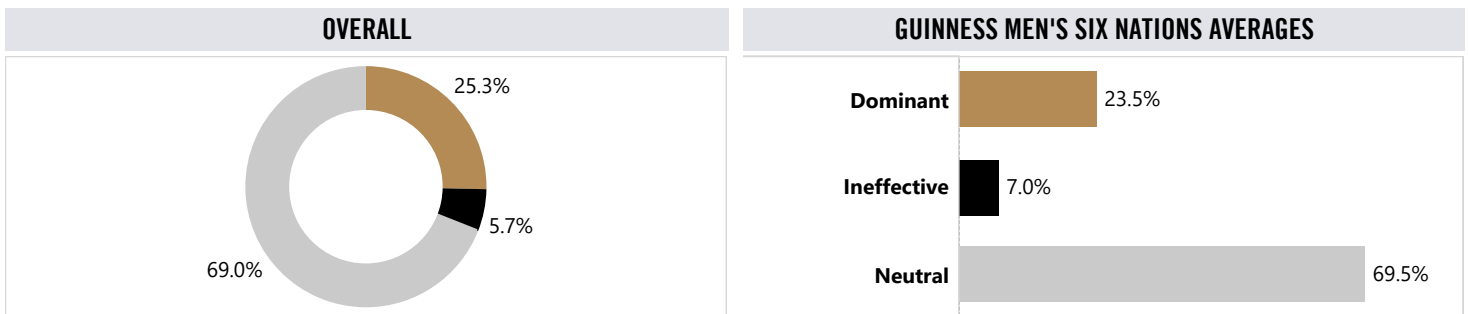 OVERALL
25.3%
5.7%
69.0%
GUINNESS MEN'S SIX NATIONS AVERAGES
Dominant 23.5%
Ineffective 7.0%
Neutral 69.5%